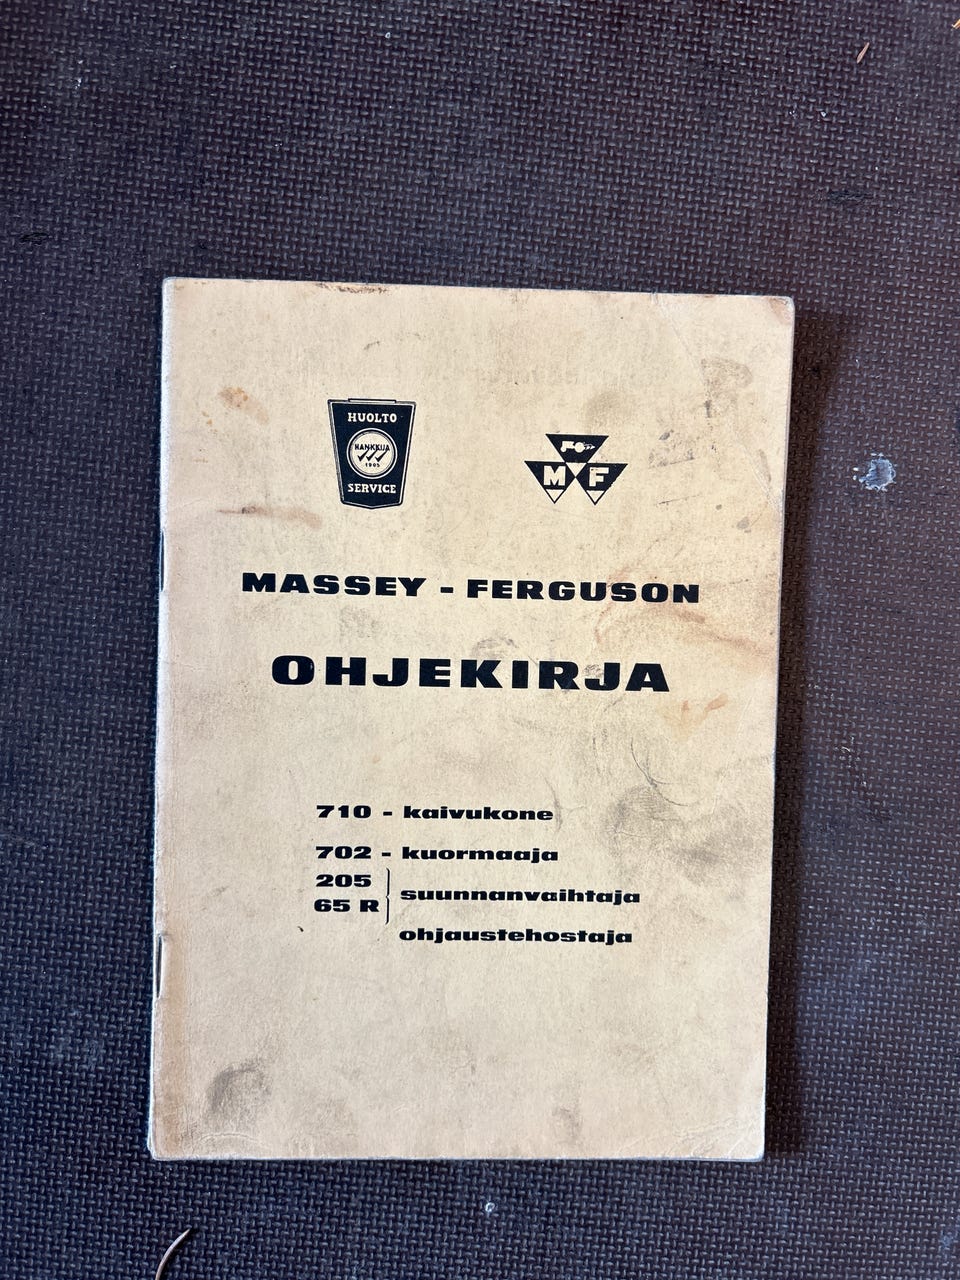 HUOLTO
HANKKIJA
1905
SERVICE
MF
MASSEY - FERGUSON
OHJEKIRJA
710 - kaivukone
702 - kuormaaja
205
65 R
suunnanvaihtaja
ohjaustehostaja